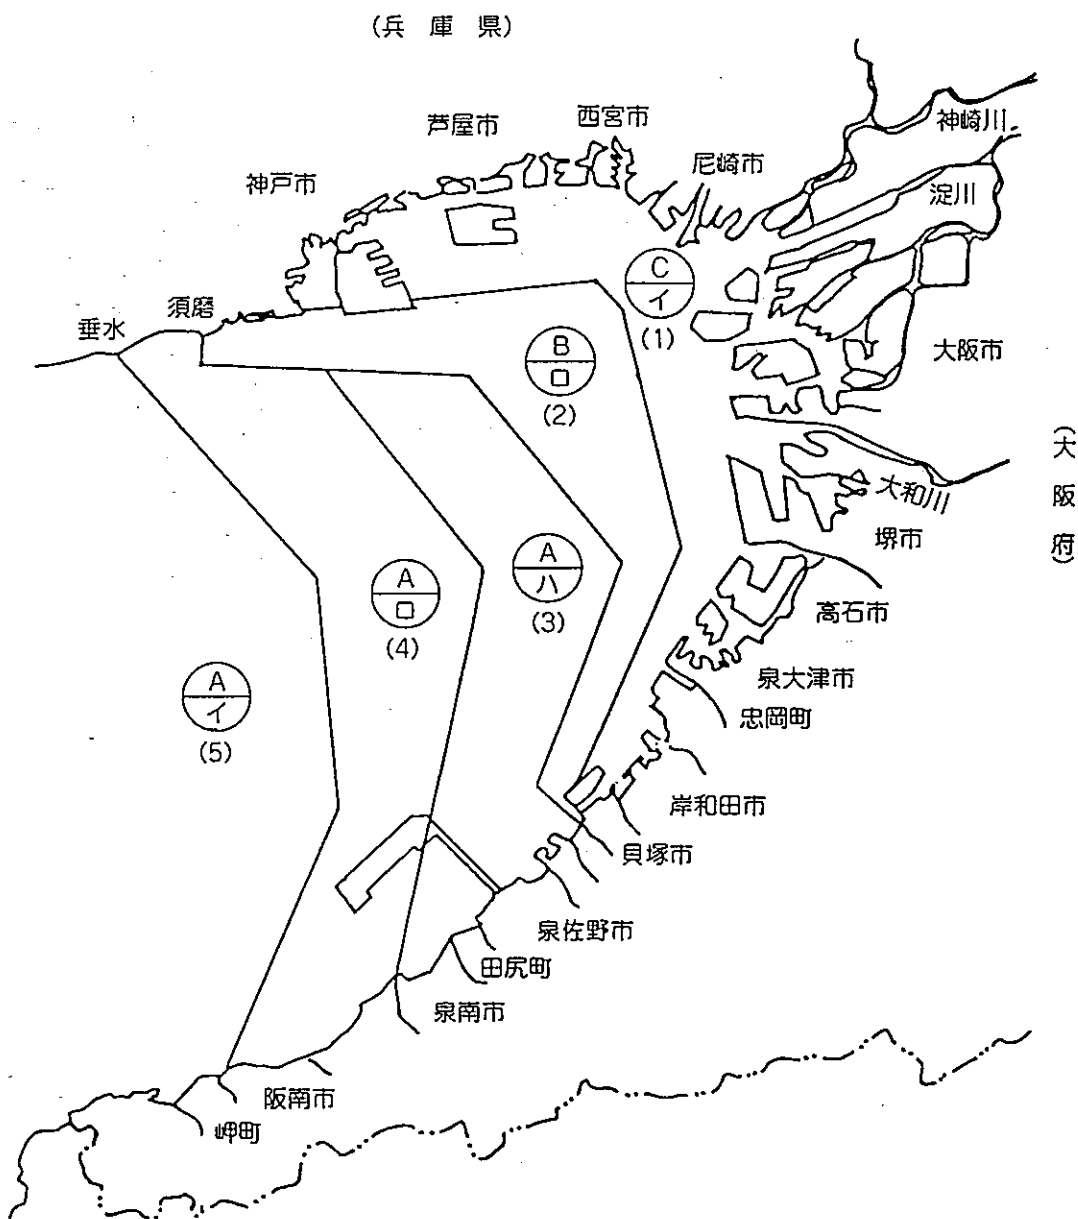 (兵庫県)
西宮市
芦屋市
尼崎市
神戸市
神崎川
淀川
須磨
垂水
C
イ
(1)
B
ロ
(2)
大阪市
(大阪府)
大和川
堺市
A
ハ
(3)
A
ロ
(4)
高石市
泉大津市
忠岡町
A
イ
(5)
岸和田市
貝塚市
泉佐野市
田尻町
泉南市
阪南市
岬町